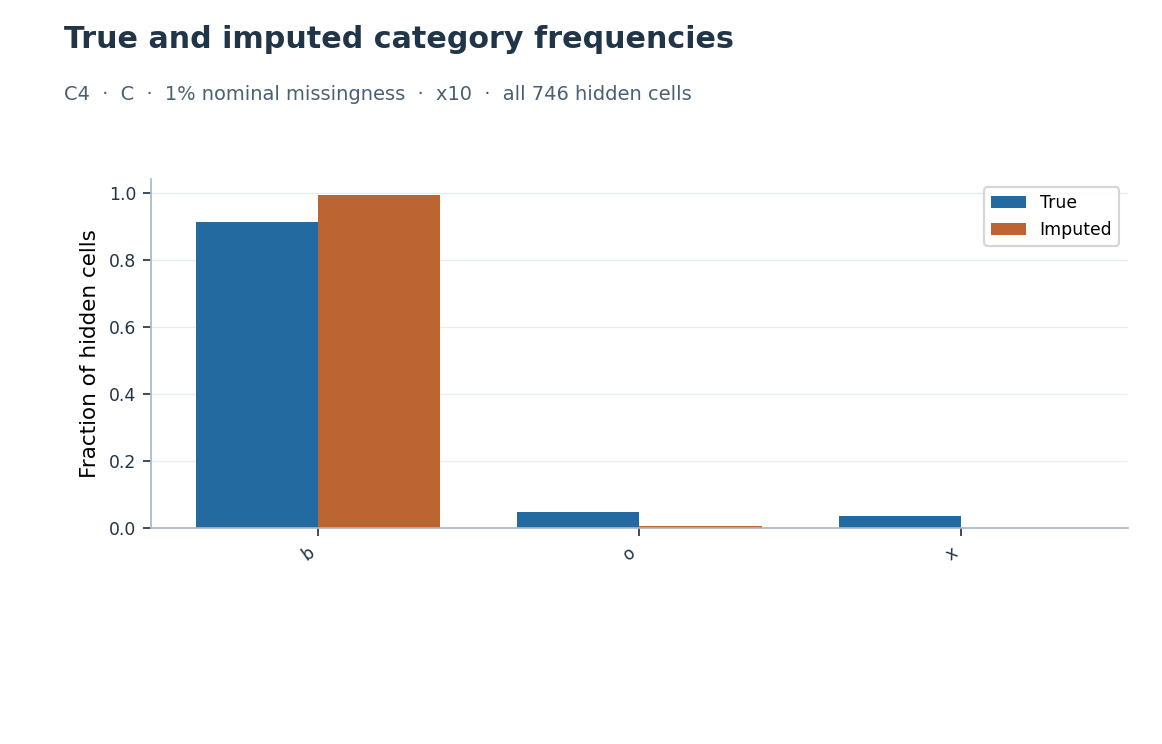 True and imputed category frequencies
C4 · C · 1% nominal missingness · x10 · all 746 hidden cells
Fraction of hidden cells
1.0
0.8
0.6
0.4
0.2
0.0
True
Imputed
b
o
x